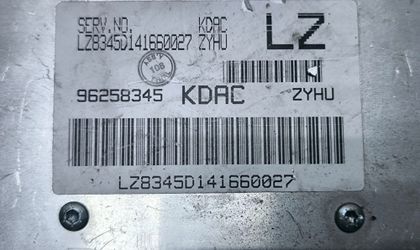 SERV.NO. KDAC LZ
LZ8345D141660027 ZYHU
96258345 KDAC ZYHU
LZ8345D141660027